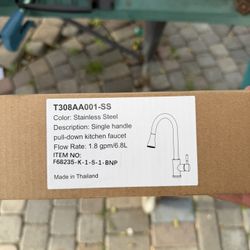 T308AA001-SS
Color: Stainless Steel
Description: Single handle
pull-down kitchen faucet
Flow Rate: 1.8 gpm/6.8L
ITEM NO:
F68235-K-1-S-1-BNP
Made in Thailand